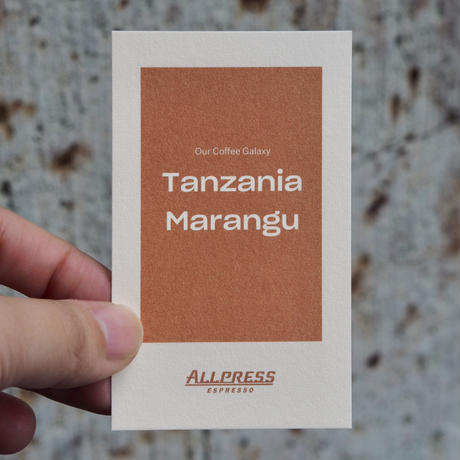 Our Coffee Galaxy
Tanzania
Marangu
ALLPRESS
ESPRESSO